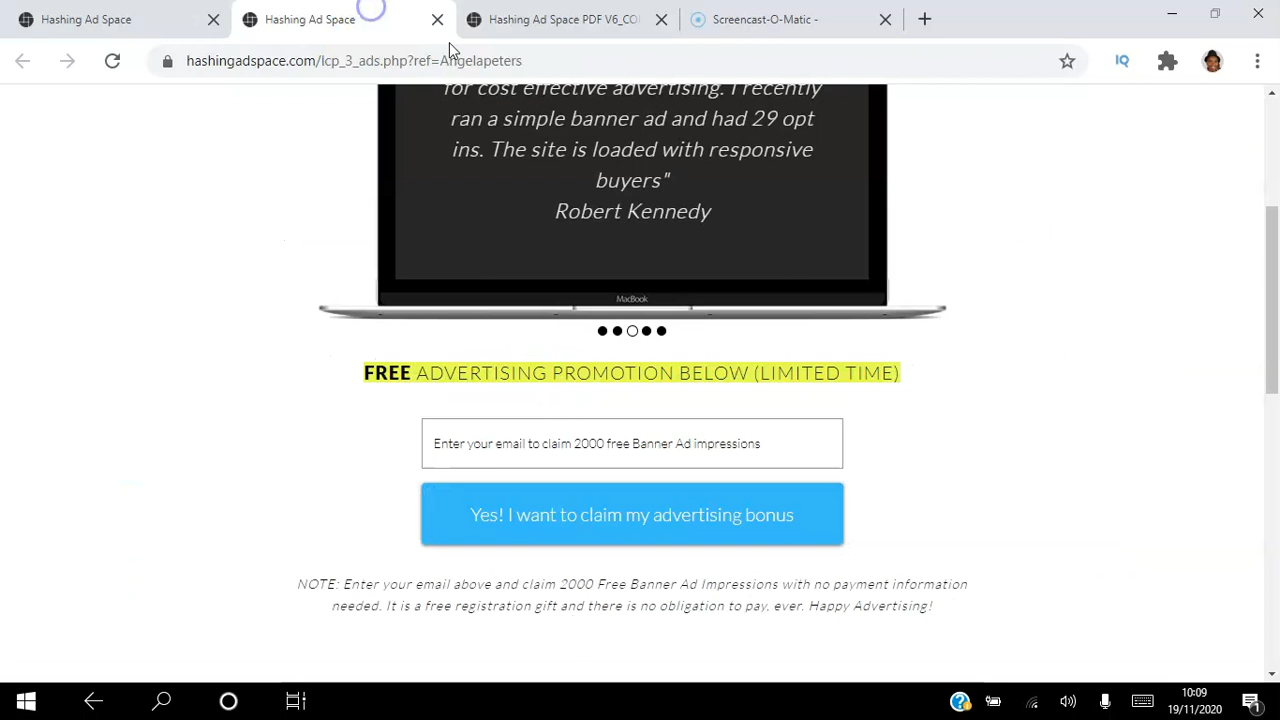 Hashing Ad Space
Hashing Ad Space
Hashing Ad Space PDF V6_CO
Screencast-O-Matic -
hashingadspace.com/lcp_3_ads.php?ref=Angelapeters
IQ
for cost effective advertising. I recently
ran a simple banner ad and had 29 opt
ins. The site is loaded with responsive
buyers"
Robert Kennedy
MacBook
FREE ADVERTISING PROMOTION BELOW (LIMITED TIME)
Enter your email to claim 2000 free Banner Ad impressions
Yes! I want to claim my advertising bonus
NOTE: Enter your email above and claim 2000 Free Banner Ad Impressions with no payment information
needed. It is a free registration gift and there is no obligation to pay, ever. Happy Advertising!
10:09
19/11/2020
1